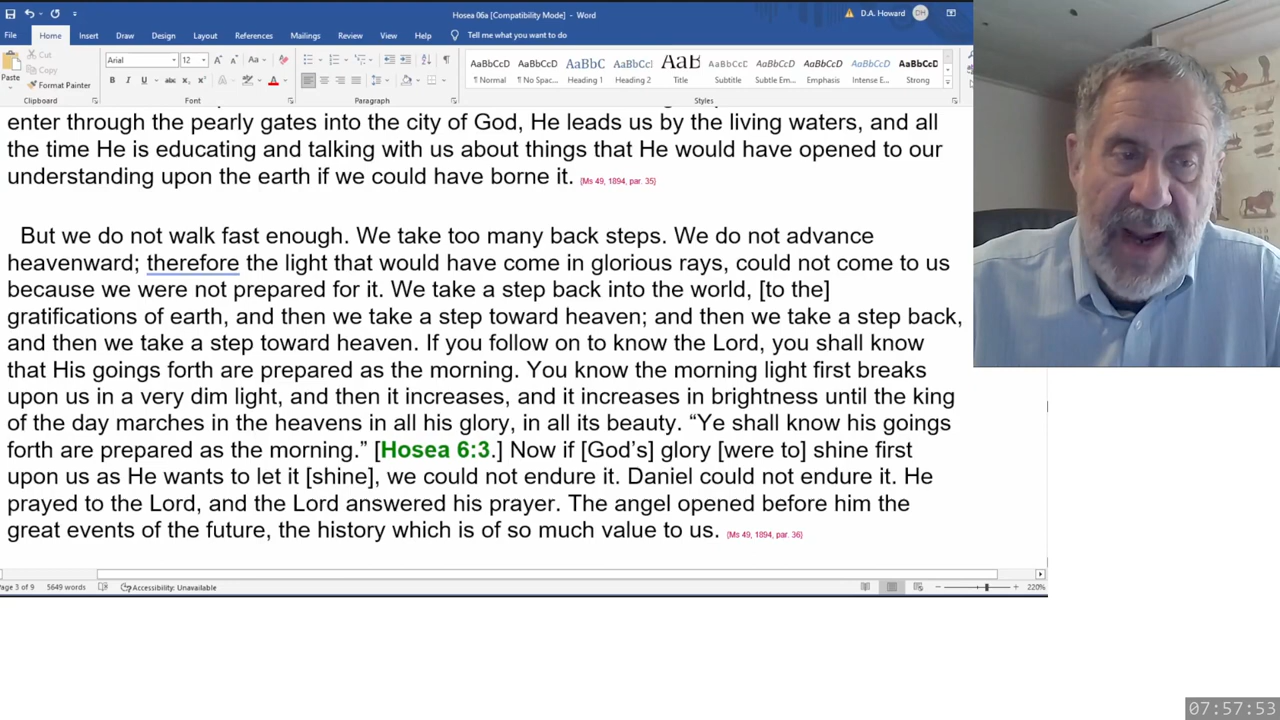 Hosea 06a [Compatibility Mode] - Word
D.A. Howard
DH
File Home Insert Draw Design Layout References Mailings Review View Help Tell me what you want to do
Paste
Cut
Copy
Format Painter
Clipboard
Arial 12
Font
Paragraph
AaBbCcD AaBbCcD AaBbC AaBbCcD AaB AaBbCcD AaBbCcD AaBbCcD AaBbCcD AaBbCcD
¶ Normal ¶ No Spac... Heading 1 Heading 2 Title Subtitle Subtle Em... Emphasis Intense E... Strong
Styles
enter through the pearly gates into the city of God, He leads us by the living waters, and all
the time He is educating and talking with us about things that He would have opened to our
understanding upon the earth if we could have borne it. {Ms 49, 1894, par. 35}
But we do not walk fast enough. We take too many back steps. We do not advance
heavenward; therefore the light that would have come in glorious rays, could not come to us
because we were not prepared for it. We take a step back into the world, [to the]
gratifications of earth, and then we take a step toward heaven; and then we take a step back,
and then we take a step toward heaven. If you follow on to know the Lord, you shall know
that His goings forth are prepared as the morning. You know the morning light first breaks
upon us in a very dim light, and then it increases, and it increases in brightness until the king
of the day marches in the heavens in all his glory, in all its beauty. “Ye shall know his goings
forth are prepared as the morning.” [Hosea 6:3.] Now if [God’s] glory [were to] shine first
upon us as He wants to let it [shine], we could not endure it. Daniel could not endure it. He
prayed to the Lord, and the Lord answered his prayer. The angel opened before him the
great events of the future, the history which is of so much value to us. {Ms 49, 1894, par. 36}
age 3 of 9 5649 words Accessibility: Unavailable 220%
07:57:53